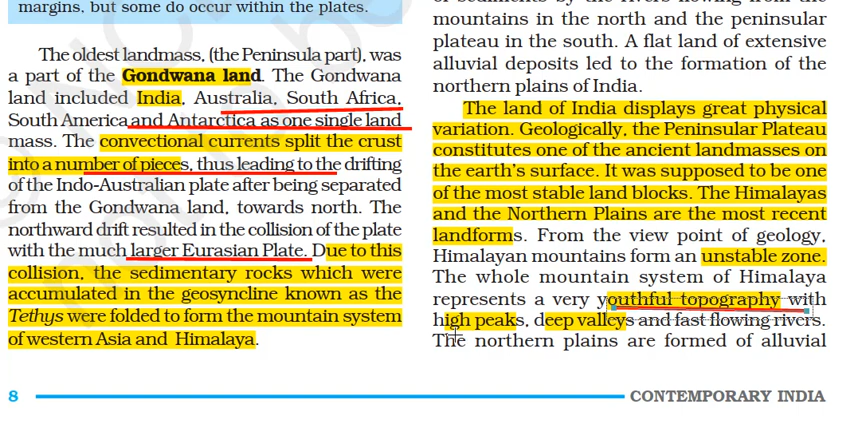 margins, but some do occur within the plates.
The oldest landmass, (the Peninsula part), was
a part of the Gondwana land. The Gondwana
land included India, Australia, South Africa,
South America and Antarctica as one single land
mass. The convectional currents split the crust
into a number of pieces, thus leading to the drifting
of the Indo-Australian plate after being separated
from the Gondwana land, towards north. The
northward drift resulted in the collision of the plate
with the much larger Eurasian Plate. Due to this
collision, the sedimentary rocks which were
accumulated in the geosyncline known as the
Tethys were folded to form the mountain system
of western Asia and Himalaya.
of sediments by the rivers flowing from the
mountains in the north and the peninsular
plateau in the south. A flat land of extensive
alluvial deposits led to the formation of the
northern plains of India.
The land of India displays great physical
variation. Geologically, the Peninsular Plateau
constitutes one of the ancient landmasses on
the earth's surface. It was supposed to be one
of the most stable land blocks. The Himalayas
and the Northern Plains are the most recent
landforms. From the view point of geology,
Himalayan mountains form an unstable zone.
The whole mountain system of Himalaya
represents a very youthful topography with
high peaks, deep valleys and fast flowing rivers.
The northern plains are formed of alluvial
8
CONTEMPORARY INDIA